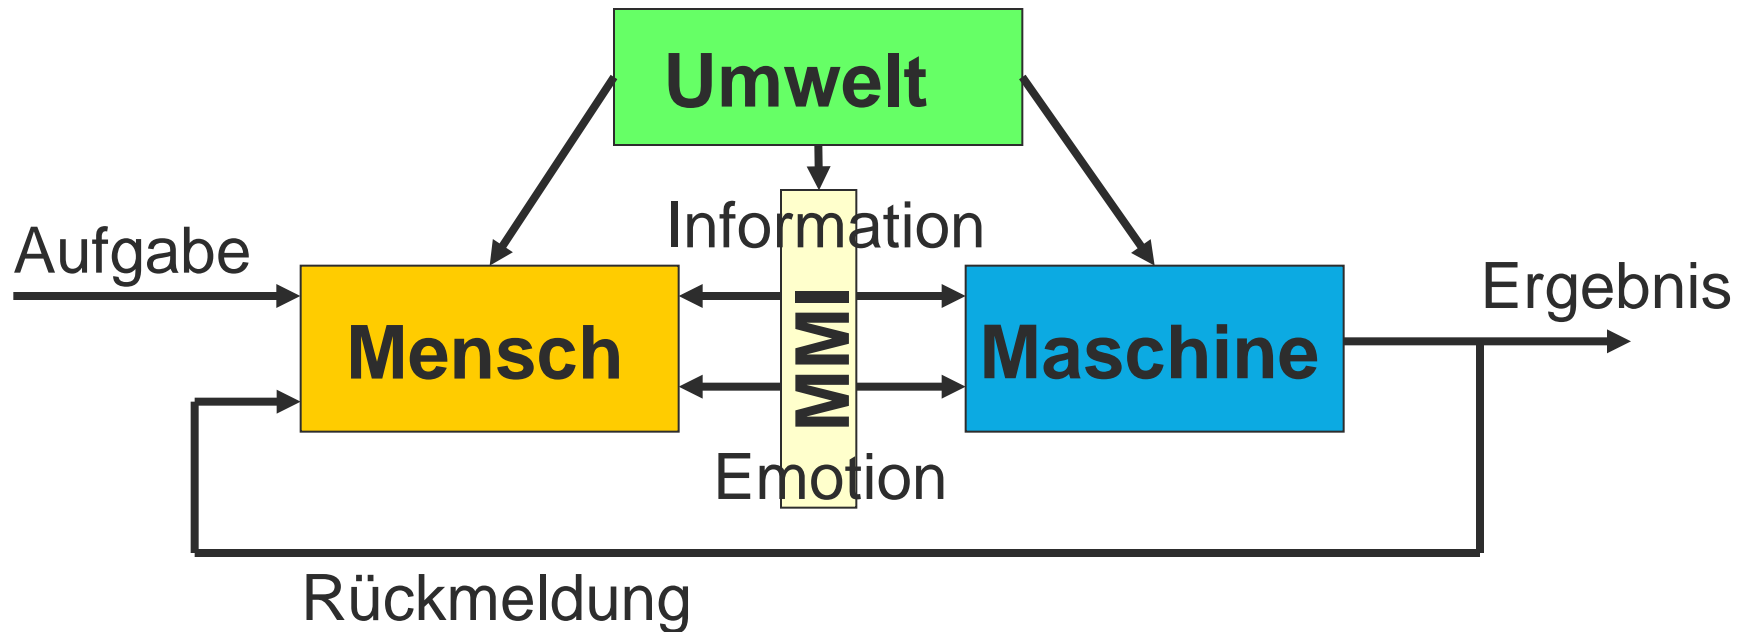 Umwelt
Information
Aufgabe
Ergebnis
Mensch
MMI
Maschine
Emotion
Rückmeldung